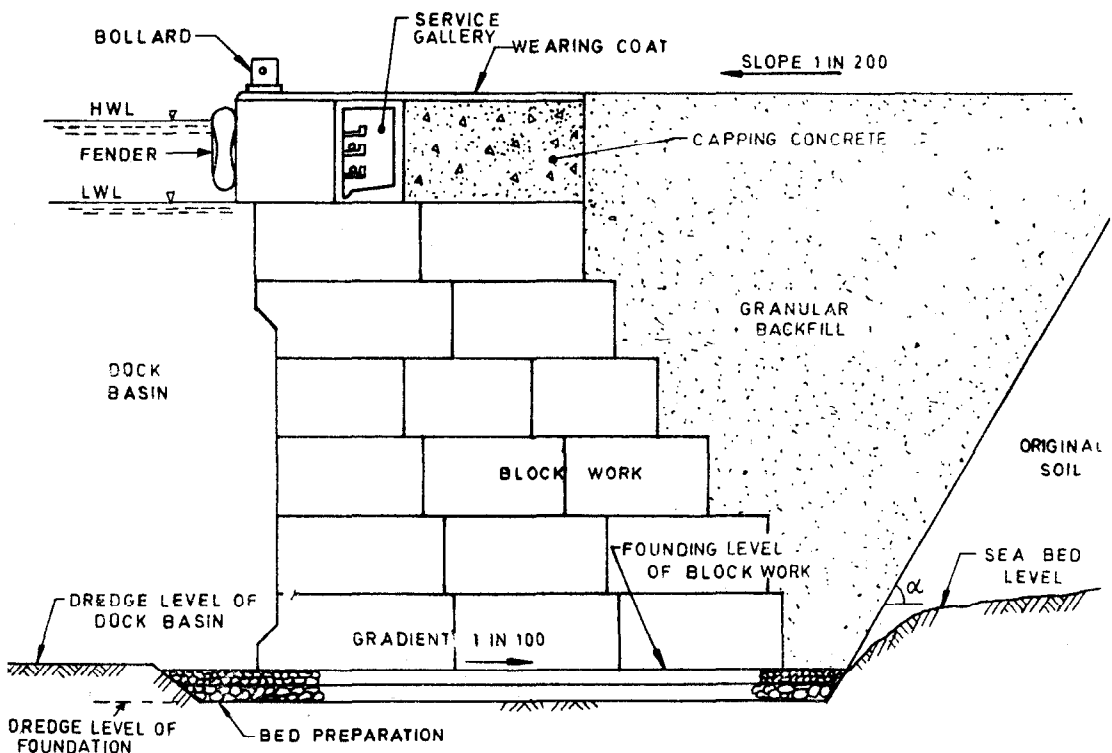 SERVICE
GALLERY
BOLLARD
WEARING COAT
SLOPE 1 IN 200
HWL
FENDER
CAPPING CONCRETE
LWL
GRANULAR
BACKFILL
DOCK
BASIN
ORIGINAL
SOIL
BLOCK WORK
FOUNDING LEVEL
OF BLOCK WORK
SEA BED
LEVEL
α
DREDGE LEVEL OF
DOCK BASIN
GRADIENT 1 IN 100
DREDGE LEVEL OF
FOUNDATION
BED PREPARATION